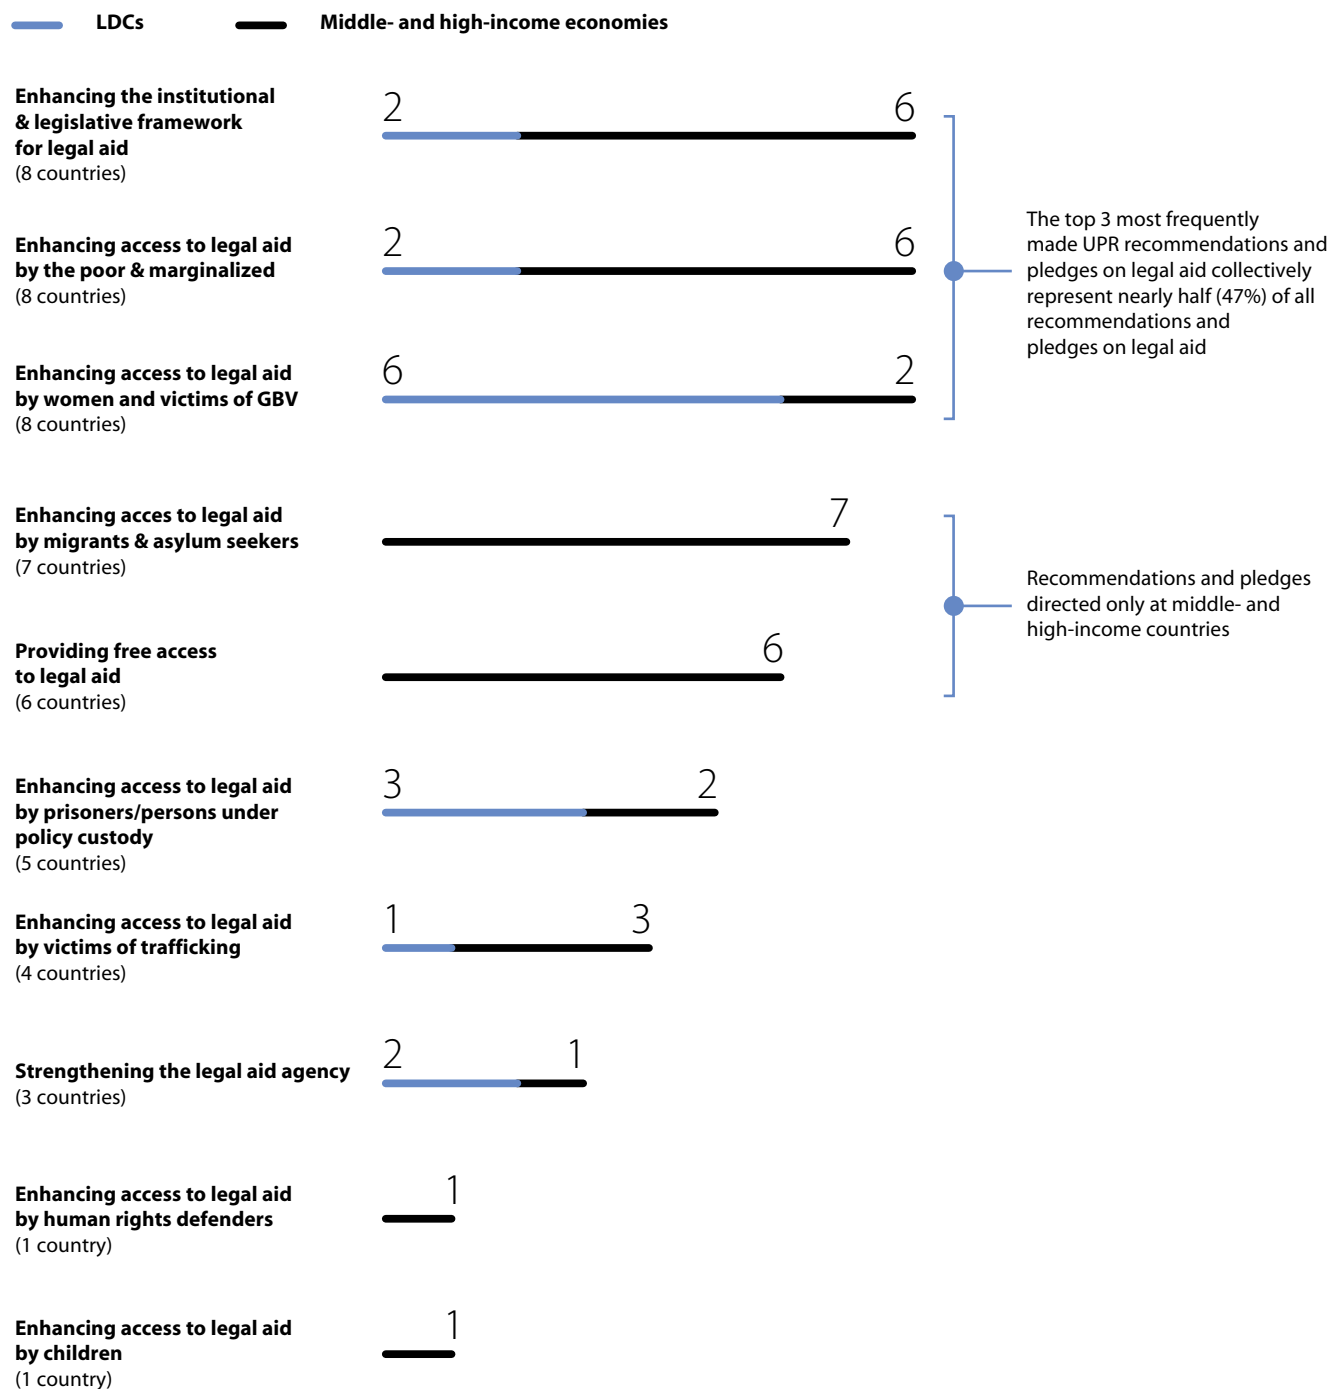 LDCs
Middle- and high-income economies
Enhancing the institutional
& legislative framework
for legal aid
(8 countries)
2
6
Enhancing access to legal aid
by the poor & marginalized
(8 countries)
2
6
Enhancing access to legal aid
by women and victims of GBV
(8 countries)
6
2
The top 3 most frequently
made UPR recommendations and
pledges on legal aid collectively
represent nearly half (47%) of all
recommendations and
pledges on legal aid
Enhancing acces to legal aid
by migrants & asylum seekers
(7 countries)
7
Providing free access
to legal aid
(6 countries)
6
Recommendations and pledges
directed only at middle- and
high-income countries
Enhancing access to legal aid
by prisoners/persons under
policy custody
(5 countries)
3
2
Enhancing access to legal aid
by victims of trafficking
(4 countries)
1
3
Strengthening the legal aid agency
(3 countries)
2
1
Enhancing access to legal aid
by human rights defenders
(1 country)
1
Enhancing access to legal aid
by children
(1 country)
1